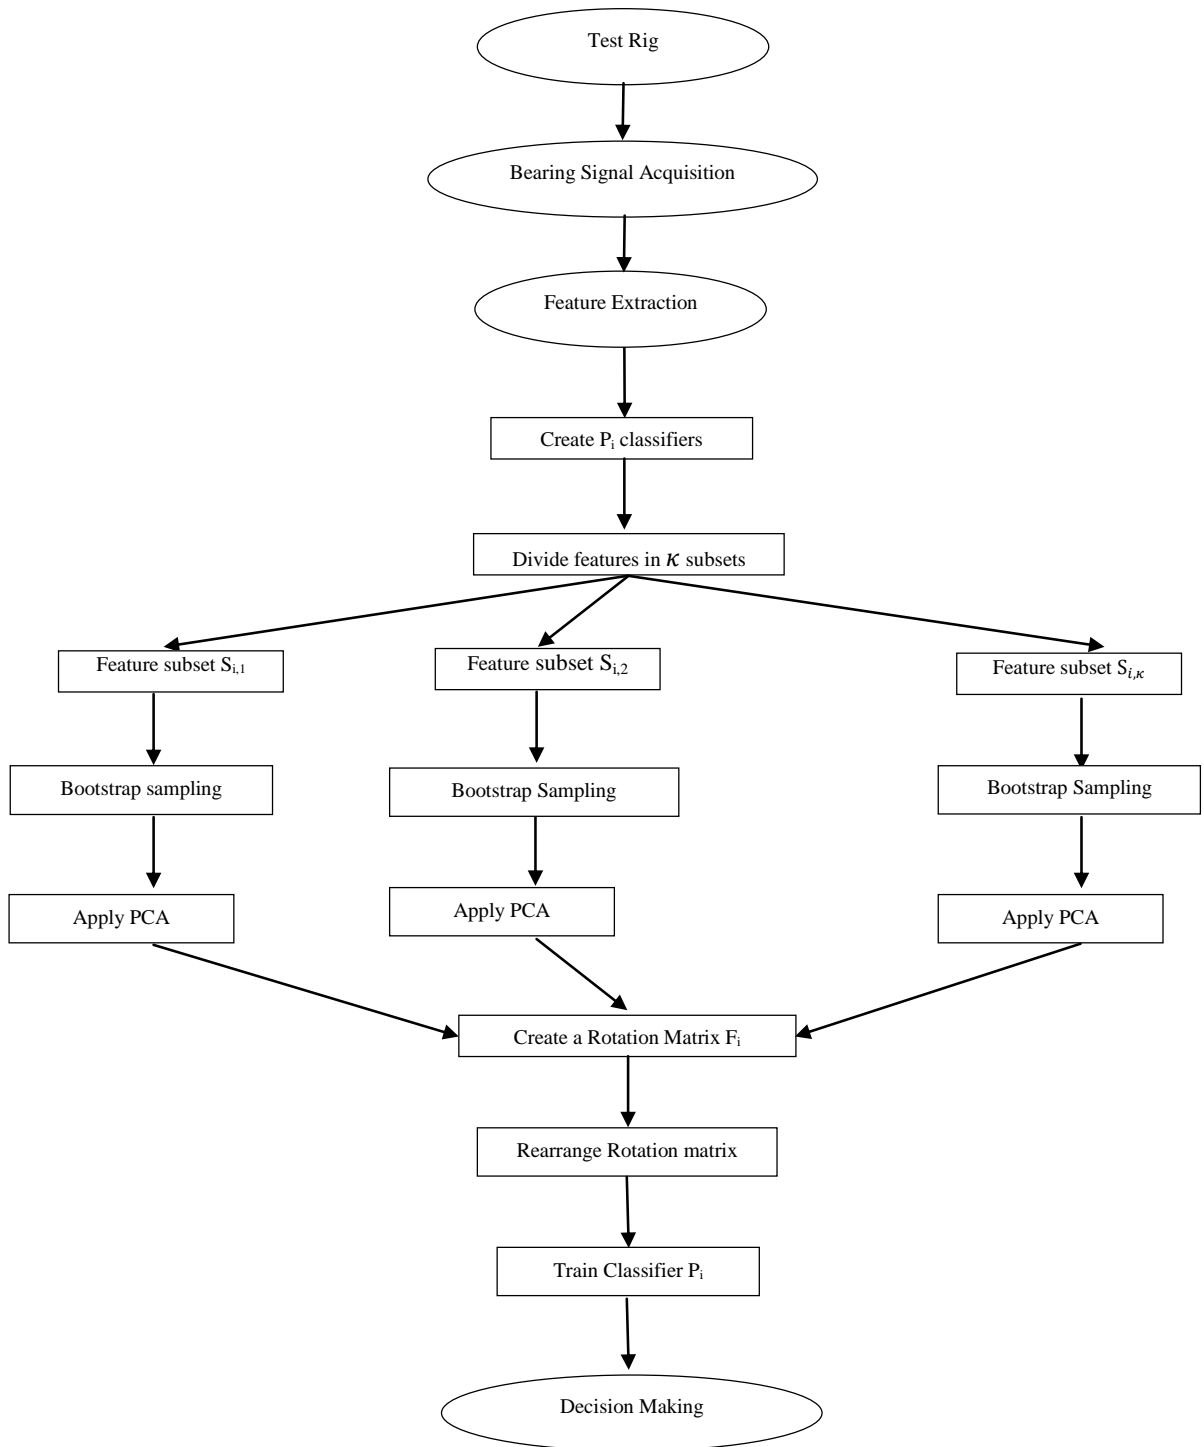 Test Rig
Bearing Signal Acquisition
Feature Extraction
Create Pᵢ classifiers
Divide features in κ subsets
Feature subset Sᵢ,₁
Feature subset Sᵢ,₂
Feature subset S𝑖,𝜅
Bootstrap sampling
Bootstrap Sampling
Bootstrap Sampling
Apply PCA
Apply PCA
Apply PCA
Create a Rotation Matrix Fᵢ
Rearrange Rotation matrix
Train Classifier Pᵢ
Decision Making